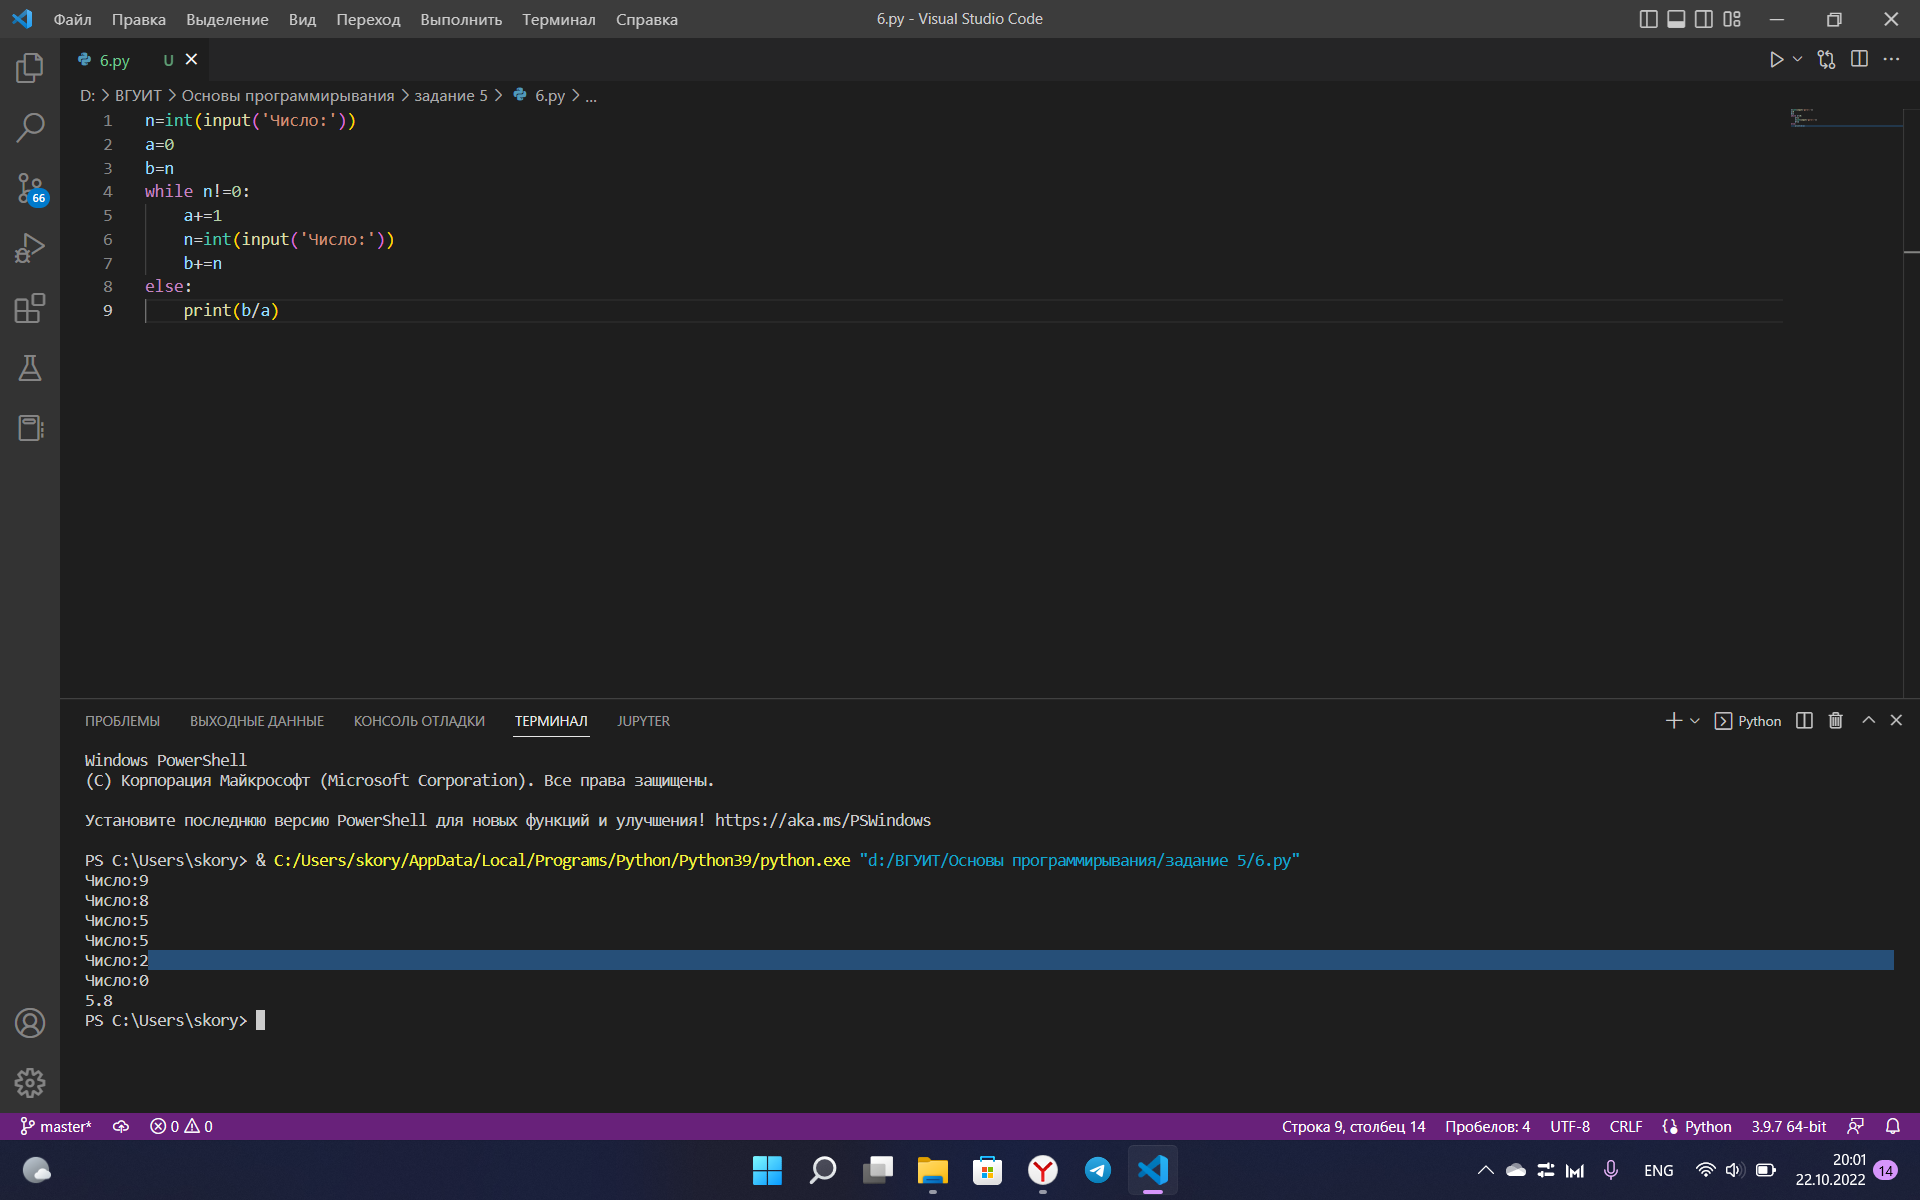 Файл Правка Выделение Вид Переход Выполнить Терминал Справка 6.py - Visual Studio Code
6.py U
D: > ВГУИТ > Основы программирывания > задание 5 > 6.py > ...
1 n=int(input('Число:'))
2 a=0
3 b=n
4 while n!=0:
5 a+=1
6 n=int(input('Число:'))
7 b+=n
8 else:
9 print(b/a)
66
ПРОБЛЕМЫ ВЫХОДНЫЕ ДАННЫЕ КОНСОЛЬ ОТЛАДКИ ТЕРМИНАЛ JUPYTER Python
Windows PowerShell
(C) Корпорация Майкрософт (Microsoft Corporation). Все права защищены.
Установите последнюю версию PowerShell для новых функций и улучшения! https://aka.ms/PSWindows
PS C:\Users\skory> & C:/Users/skory/AppData/Local/Programs/Python/Python39/python.exe "d:/ВГУИТ/Основы программирывания/задание 5/6.py"
Число:9
Число:8
Число:5
Число:5
Число:2
Число:0
5.8
PS C:\Users\skory>
master* 0 0 Строка 9, столбец 14 Пробелов: 4 UTF-8 CRLF Python 3.9.7 64-bit
ENG 20:01
22.10.2022 14